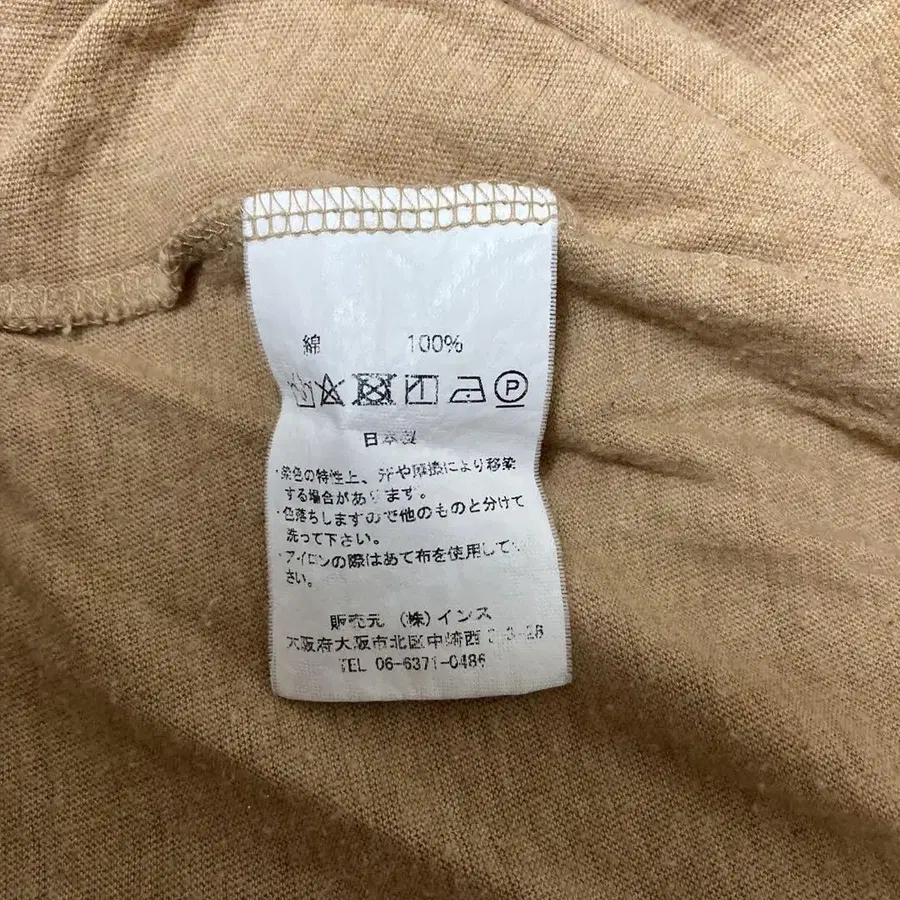 綿 100%
P
日本製
・染色の特性上、汗や摩擦により移染
する場合があります。
・色落ちしますので他のものと分けて
洗って下さい。
・アイロンの際はあて布を使用して下
さい。
販売元 (株)インス
大阪府大阪市北区中崎西
TEL 06-6371-0486